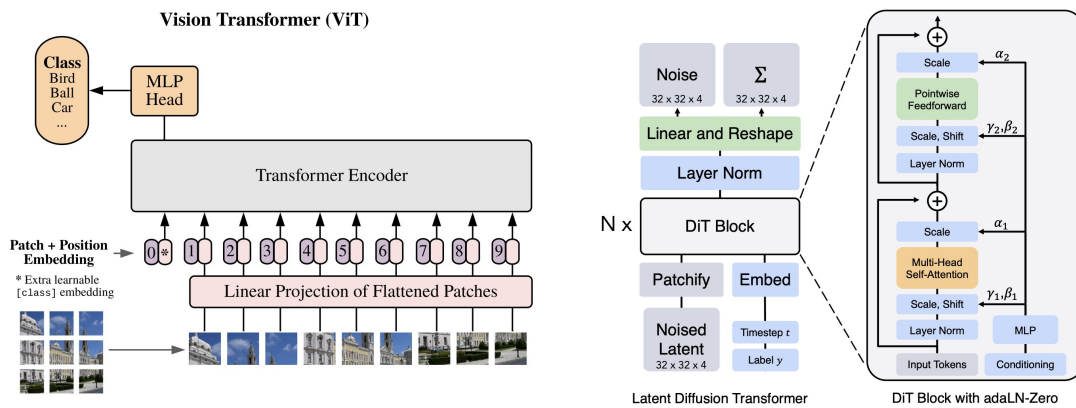 Vision Transformer (ViT)
Class
Bird
Ball
Car
...
MLP
Head
Transformer Encoder
Patch + Position
Embedding
0 * 1 2 3 4 5 6 7 8 9
* Extra learnable
[class] embedding
Linear Projection of Flattened Patches
Noise
32 x 32 x 4
Σ
32 x 32 x 4
Linear and Reshape
Layer Norm
N x
DiT Block
Patchify
Embed
Noised
Latent
32 x 32 x 4
Timestep t
Label y
Latent Diffusion Transformer
+
Scale
α2
Pointwise
Feedforward
Scale, Shift
γ2,β2
Layer Norm
+
Scale
α1
Multi-Head
Self-Attention
Scale, Shift
γ1,β1
Layer Norm
MLP
Input Tokens
Conditioning
DiT Block with adaLN-Zero